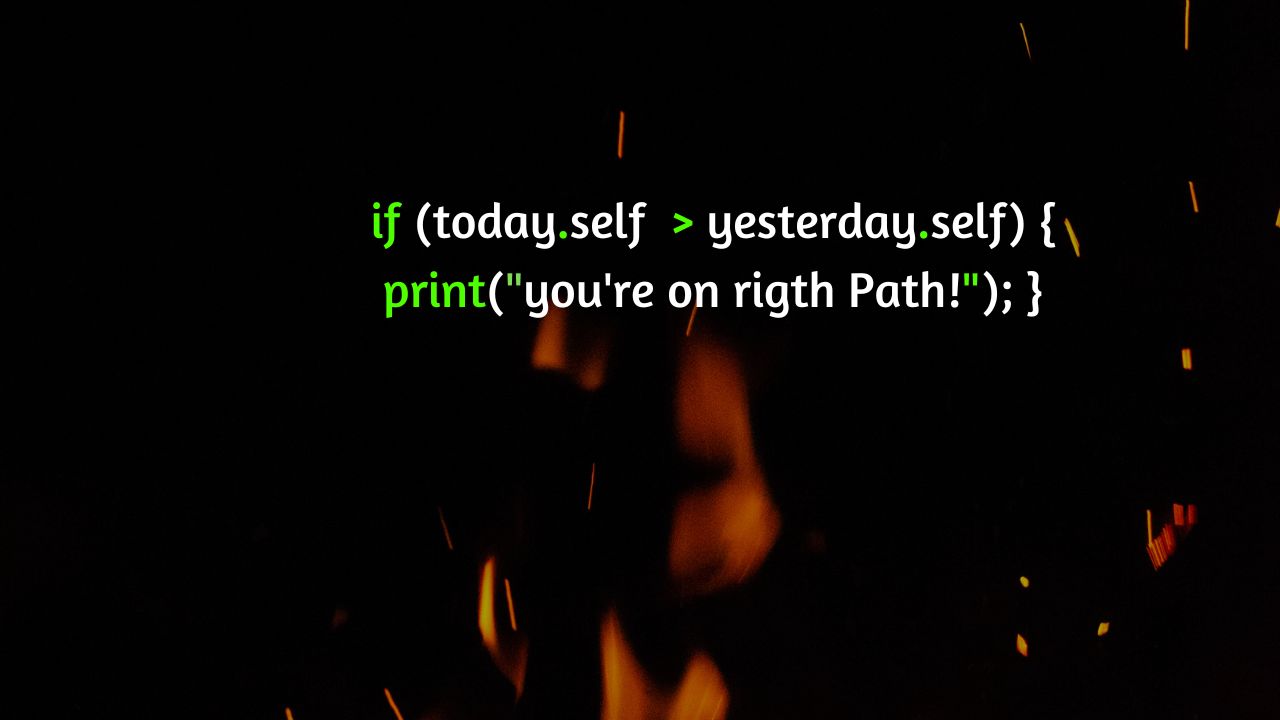 if (today.self  > yesterday.self) {
print("you're on rigth Path!"); }